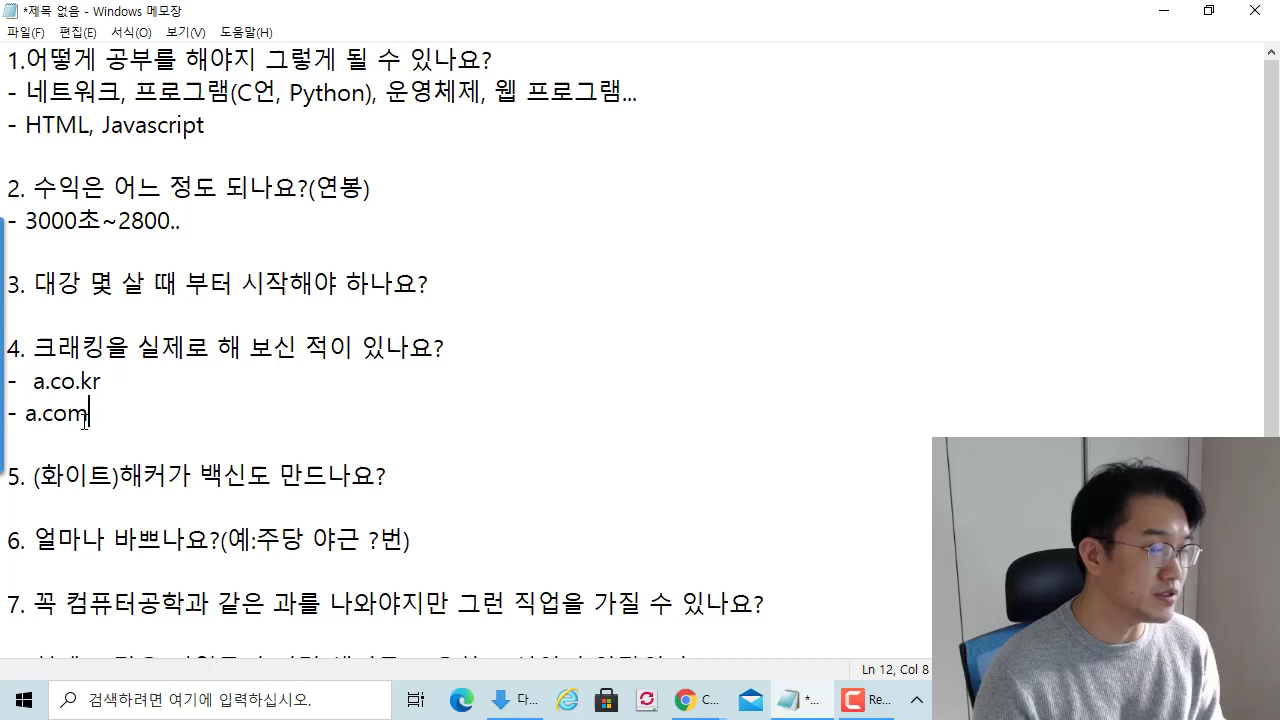 *제목 없음 - Windows 메모장
파일(F) 편집(E) 서식(O) 보기(V) 도움말(H)
1.어떻게 공부를 해야지 그렇게 될 수 있나요?
- 네트워크, 프로그램(C언, Python), 운영체제, 웹 프로그램...
- HTML, Javascript
2. 수익은 어느 정도 되나요?(연봉)
- 3000초~2800..
3. 대강 몇 살 때 부터 시작해야 하나요?
4. 크래킹을 실제로 해 보신 적이 있나요?
-  a.co.kr
- a.com
5. (화이트)해커가 백신도 만드나요?
6. 얼마나 바쁘나요?(예:주당 야근 ?번)
7. 꼭 컴퓨터공학과 같은 과를 나와야지만 그런 직업을 가질 수 있나요?
Ln 12, Col 8
검색하려면 여기에 입력하십시오.
다...
C...
*...
Re...